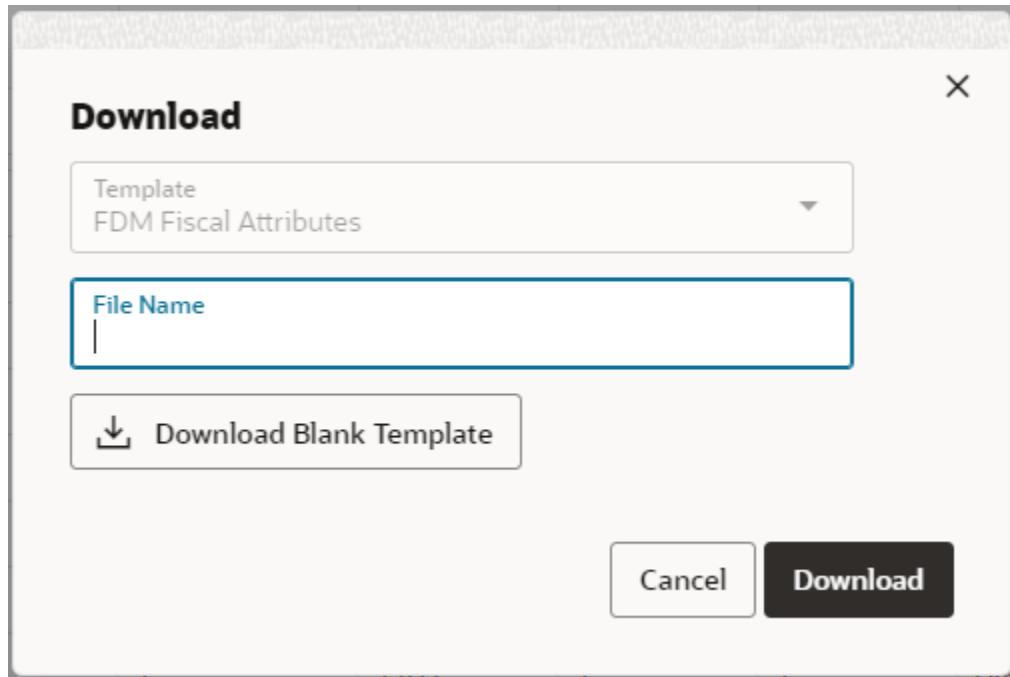 Download
Template
FDM Fiscal Attributes
File Name
Download Blank Template
Cancel
Download